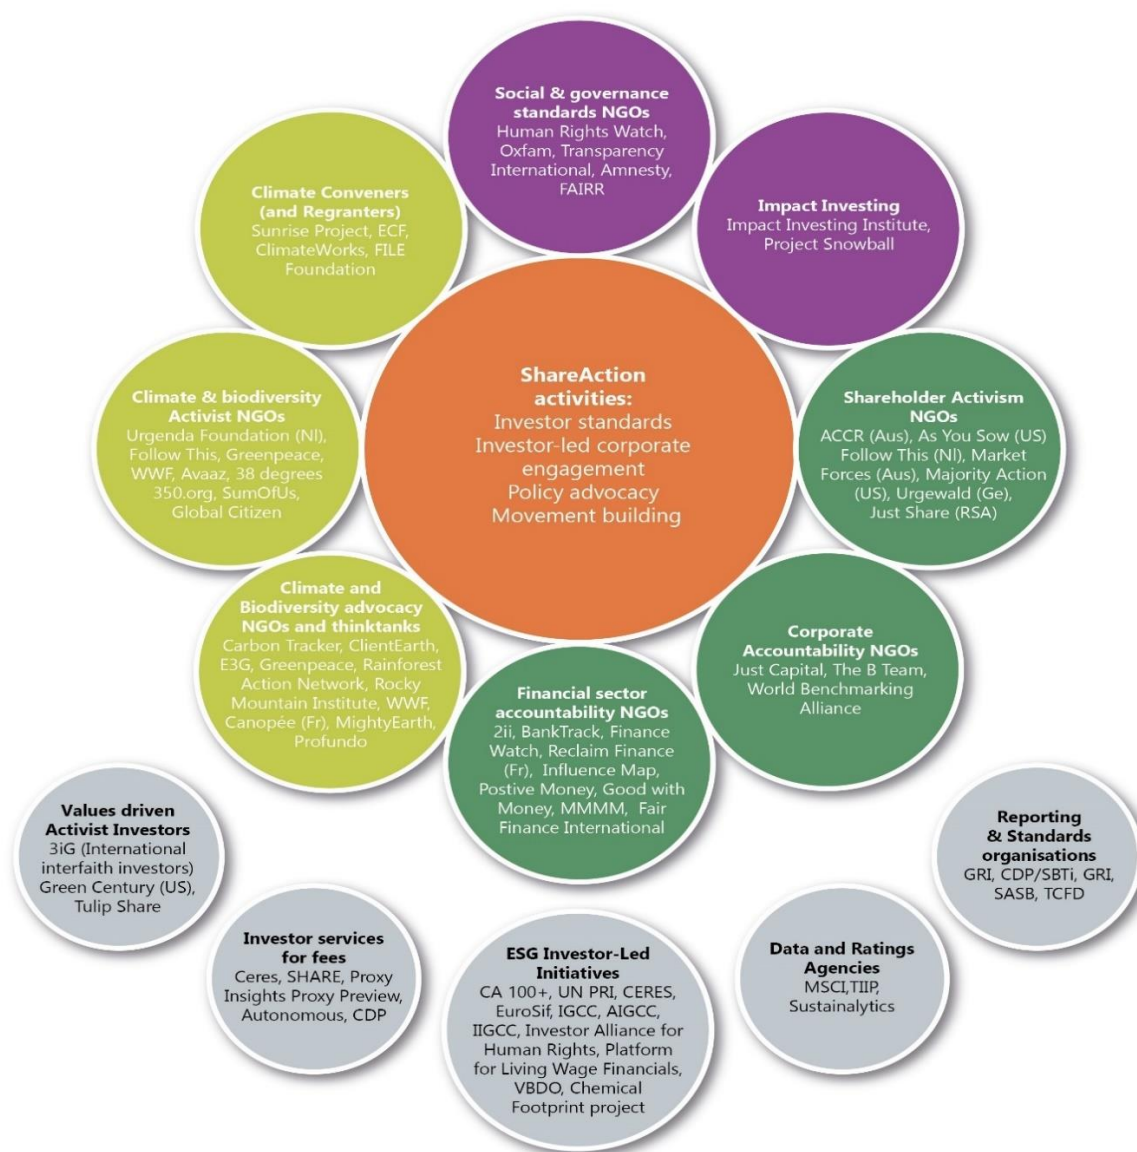 Social & governance
standards NGOs
Human Rights Watch,
Oxfam, Transparency
International, Amnesty,
FAIRR
Climate Conveners
(and Regranters)
Sunrise Project, ECF,
ClimateWorks, FILE
Foundation
Impact Investing
Impact Investing Institute,
Project Snowball
ShareAction
activities:
Investor standards
Investor-led corporate
engagement
Policy advocacy
Movement building
Climate & biodiversity
Activist NGOs
Urgenda Foundation (Nl),
Follow This, Greenpeace,
WWF, Avaaz, 38 degrees
350.org, SumOfUs,
Global Citizen
Shareholder Activism
NGOs
ACCR (Aus), As You Sow (US)
Follow This (Nl), Market
Forces (Aus), Majority Action
(US), Urgewald (Ge),
Just Share (RSA)
Climate and
Biodiversity advocacy
NGOs and thinktanks
Carbon Tracker, ClientEarth,
E3G, Greenpeace, Rainforest
Action Network, Rocky
Mountain Institute, WWF,
Canopée (Fr), MightyEarth,
Profundo
Corporate
Accountability NGOs
Just Capital, The B Team,
World Benchmarking
Alliance
Financial sector
accountability NGOs
2ii, BankTrack, Finance
Watch, Reclaim Finance
(Fr), Influence Map,
Postive Money, Good with
Money, MMMM, Fair
Finance International
Values driven
Activist Investors
3iG (International
interfaith investors)
Green Century (US),
Tulip Share
Reporting
& Standards
organisations
GRI, CDP/SBTi, GRI,
SASB, TCFD
Investor services
for fees
Ceres, SHARE, Proxy
Insights Proxy Preview,
Autonomous, CDP
ESG Investor-Led
Initiatives
CA 100+, UN PRI, CERES,
EuroSif, IGCC, AIGCC,
IIGCC, Investor Alliance for
Human Rights, Platform
for Living Wage Financials,
VBDO, Chemical
Footprint project
Data and Ratings
Agencies
MSCI,TIIP,
Sustainalytics